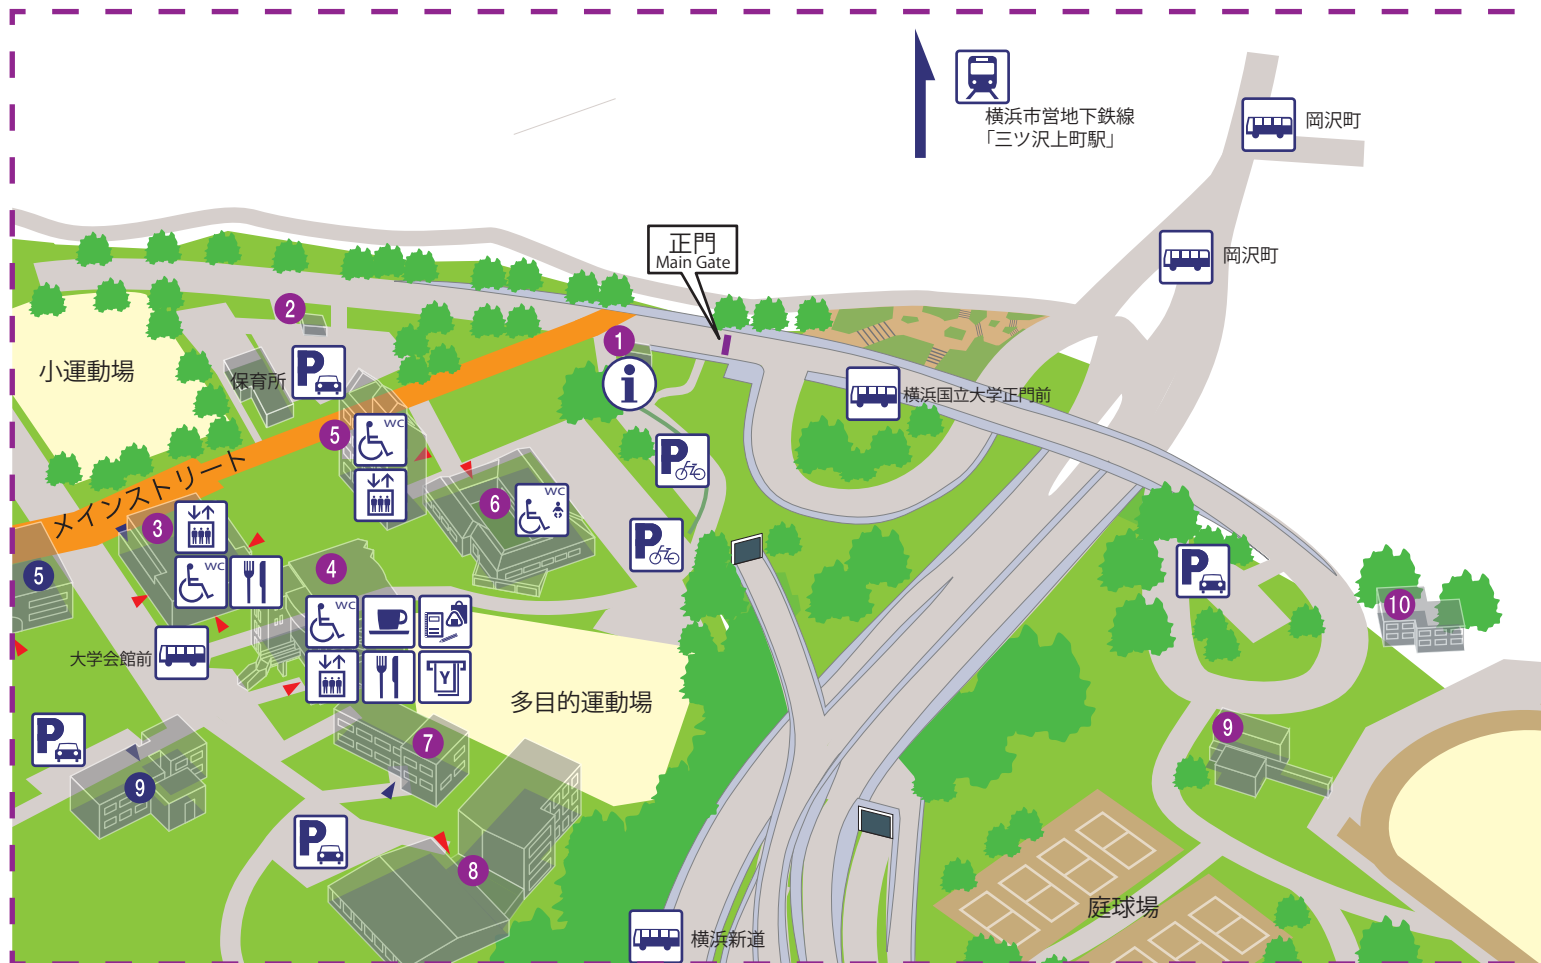 横浜市営地下鉄線
「三ツ沢上町駅」
岡沢町
岡沢町
正門
Main Gate
2
1
i
小運動場
保育所
P
横浜国立大学正門前
5
WC
P
メインストリート
6
WC
3
P
5
WC
4
P
WC
10
大学会館前
Y
多目的運動場
P
7
9
9
P
8
庭球場
横浜新道